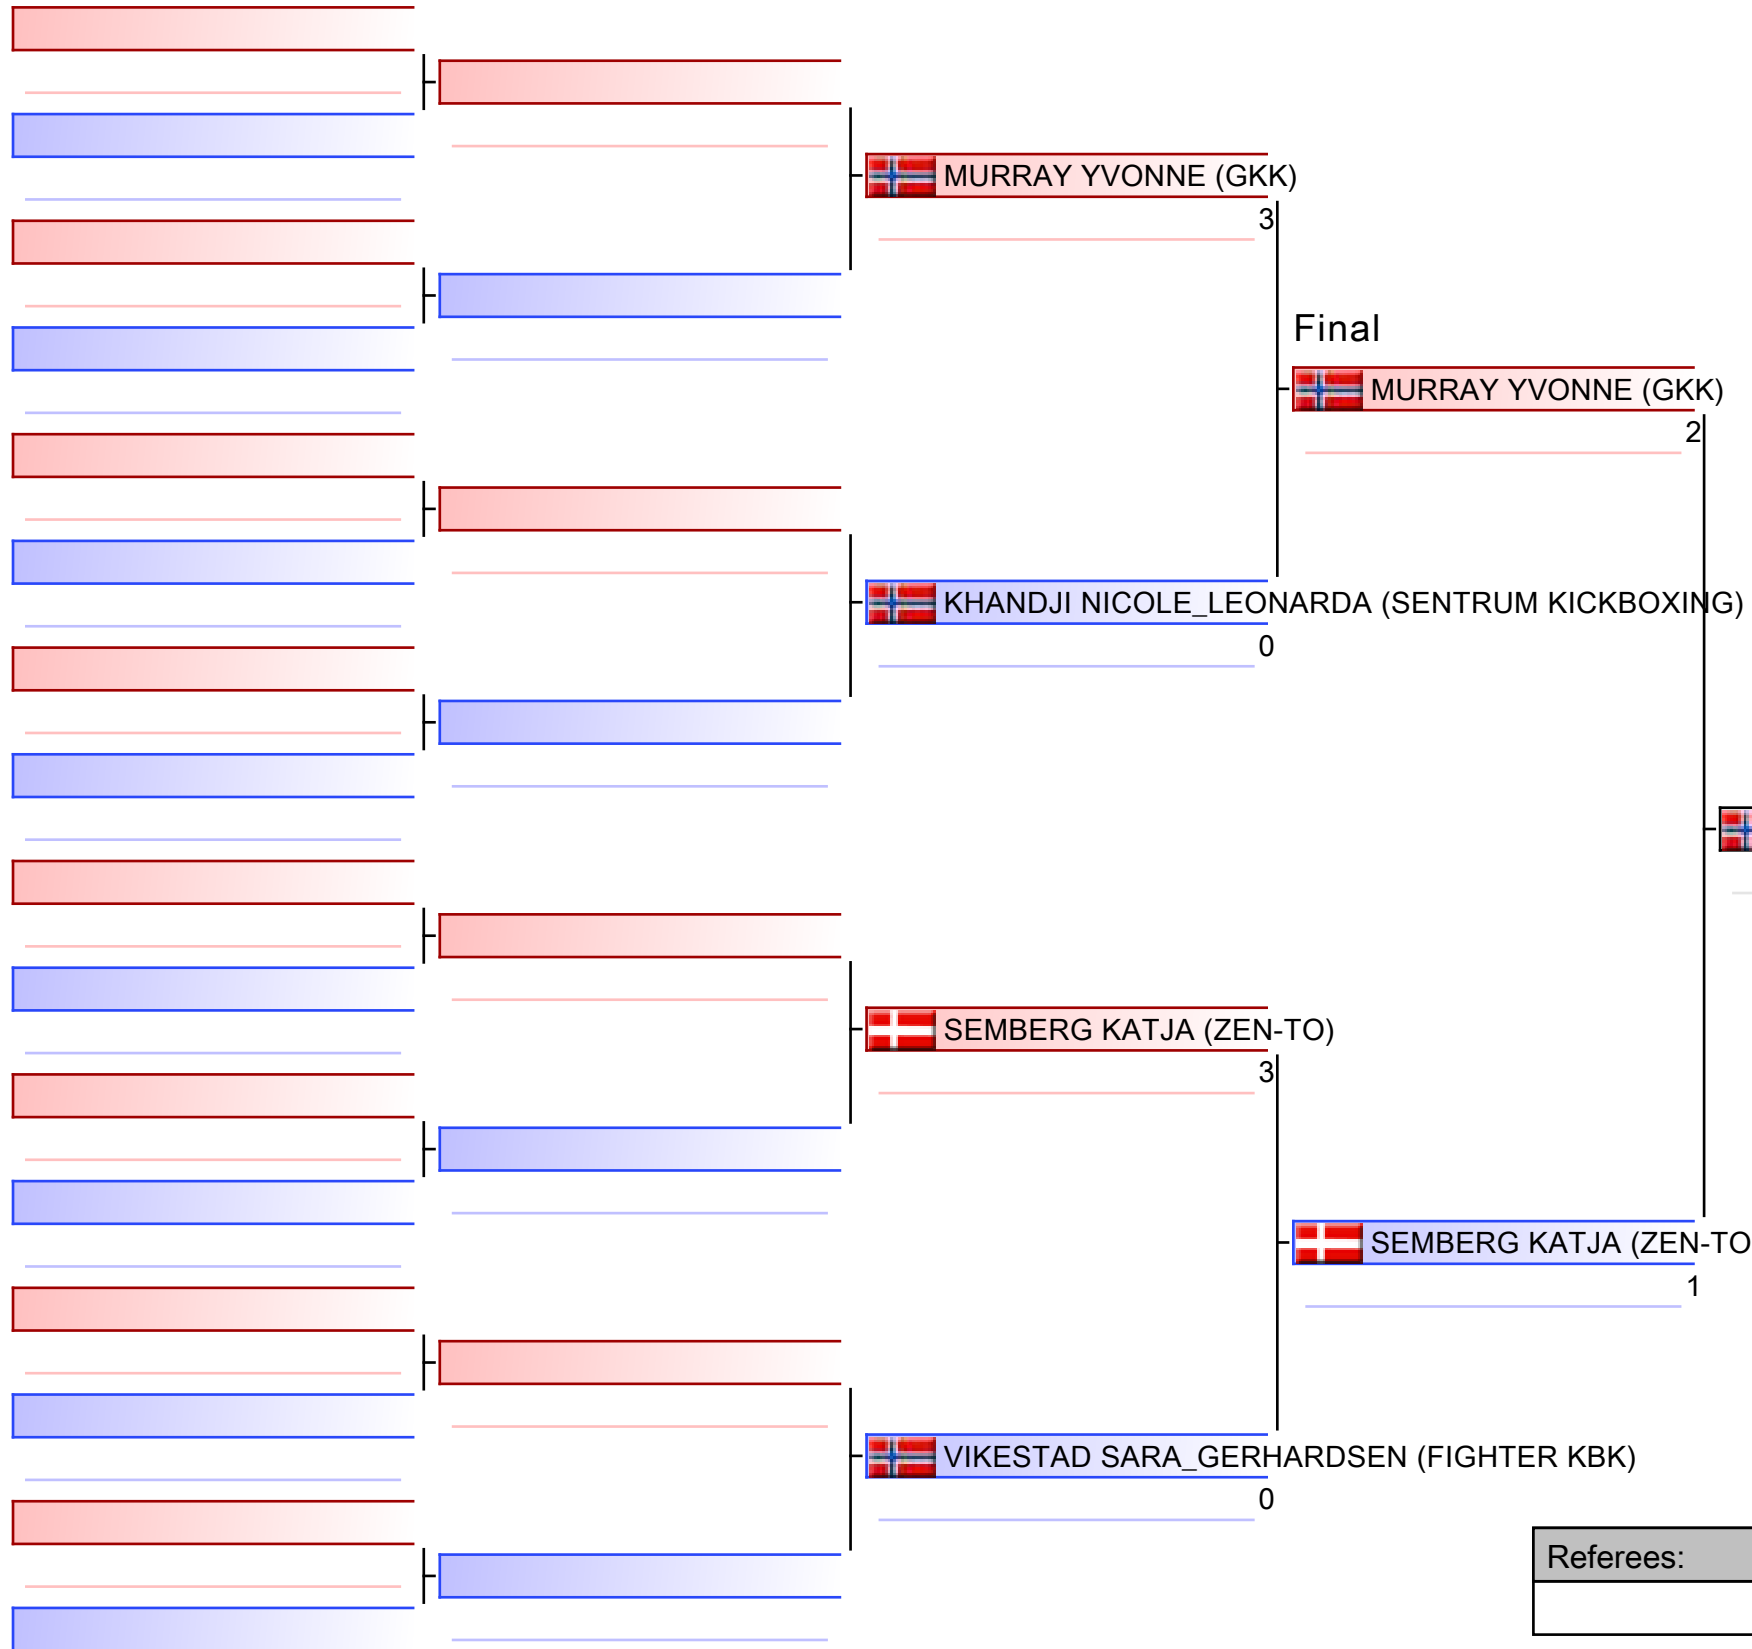 MURRAY YVONNE (GKK)
3
Final
MURRAY YVONNE (GKK)
2
KHANDJI NICOLE_LEONARDA (SENTRUM KICKBOXING)
0
SEMBERG KATJA (ZEN-TO)
3
SEMBERG KATJA (ZEN-TO
1
VIKESTAD SARA_GERHARDSEN (FIGHTER KBK)
0
Referees: